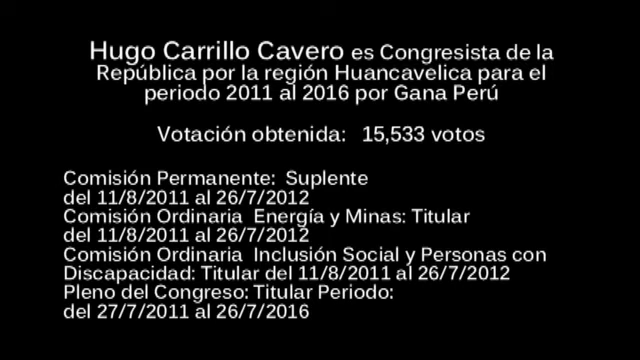 Hugo Carrillo Cavero es Congresista de la
República por la región Huancavelica para el
periodo 2011 al 2016 por Gana Perú
Votación obtenida: 15,533 votos
Comisión Permanente: Suplente
del 11/8/2011 al 26/7/2012
Comisión Ordinaria Energía y Minas: Titular
del 11/8/2011 al 26/7/2012
Comisión Ordinaria Inclusión Social y Personas con
Discapacidad: Titular del 11/8/2011 al 26/7/2012
Pleno del Congreso: Titular Periodo:
del 27/7/2011 al 26/7/2016